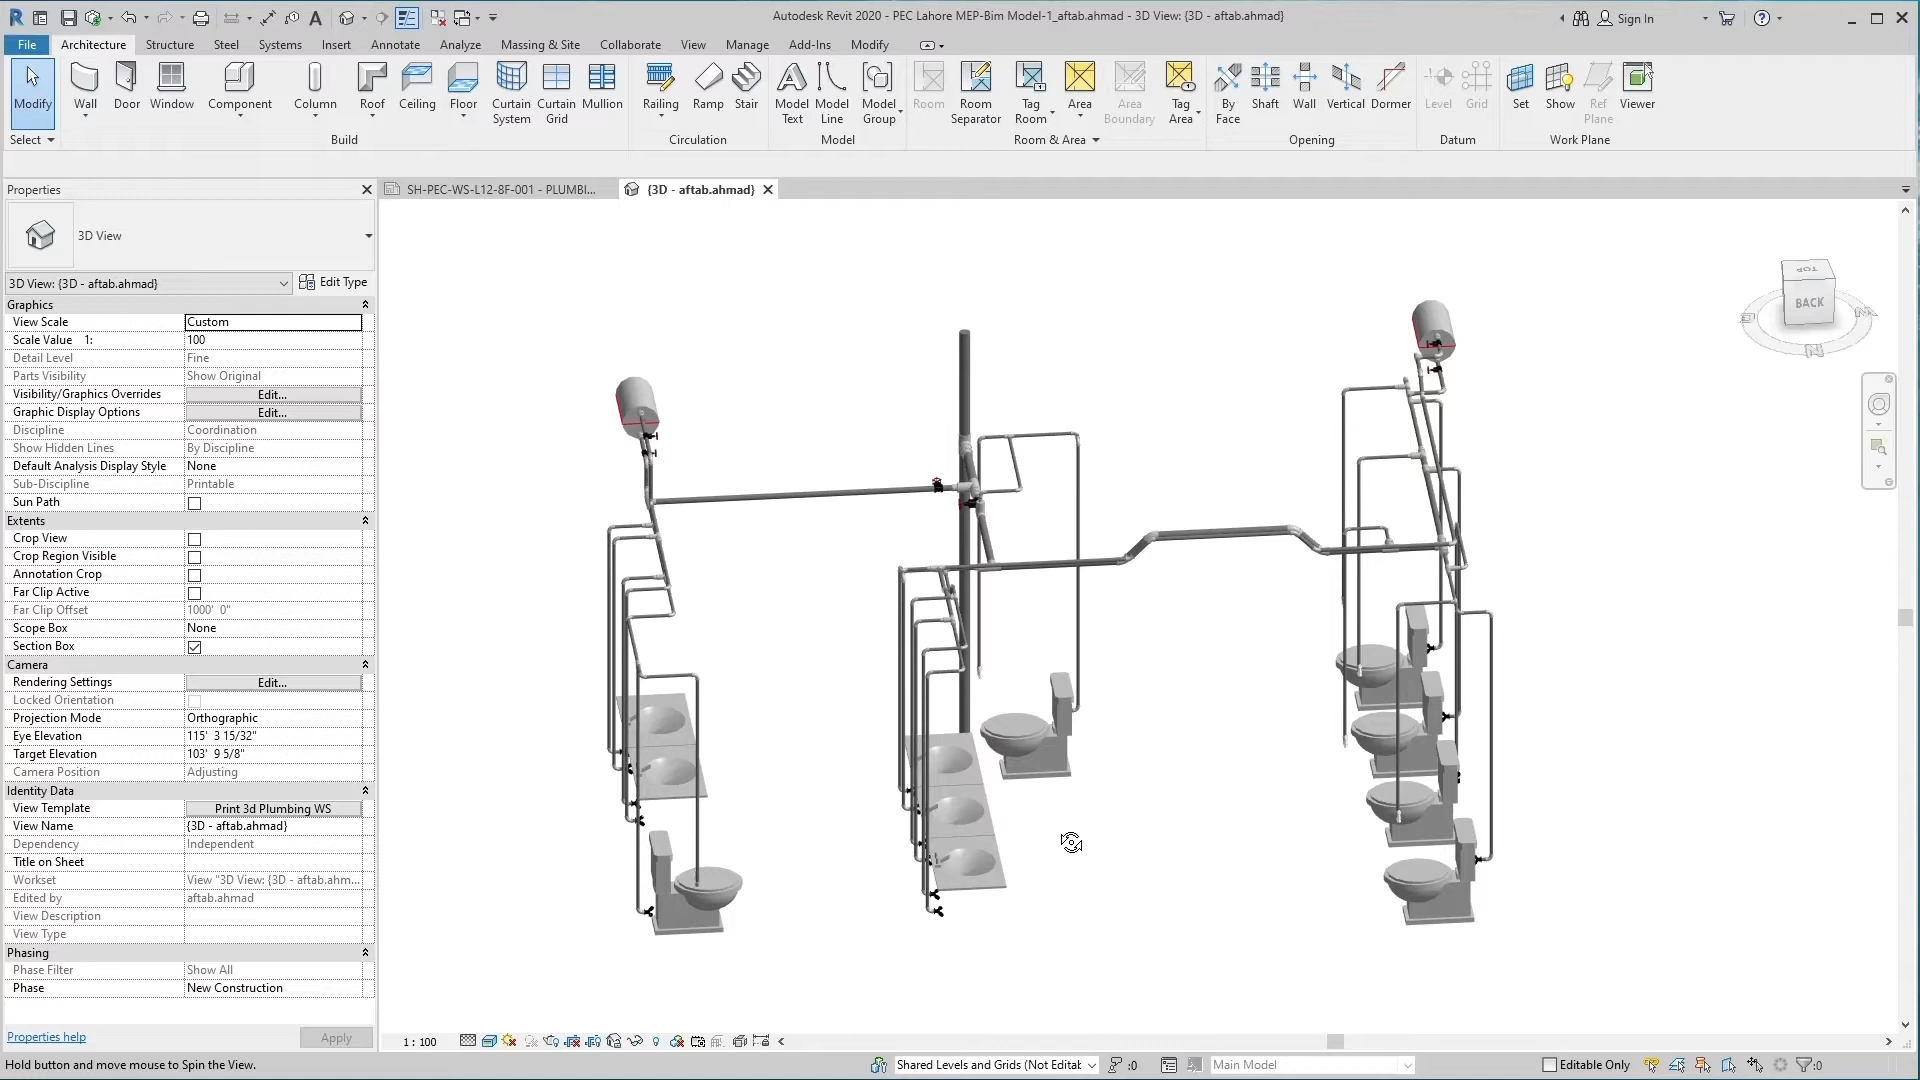 Autodesk Revit 2020 - PEC Lahore MEP-Bim Model-1_aftab.ahmad - 3D View: {3D - aftab.ahmad}
Sign In
File Architecture Structure Steel Systems Insert Annotate Analyze Massing & Site Collaborate View Manage Add-Ins Modify
Modify Wall Door Window Component Column Roof Ceiling Floor Curtain System Curtain Grid Mullion Railing Ramp Stair Model Text Model Line Model Group Room Room Separator Tag Room Area Area Boundary Tag Area By Face Shaft Wall Vertical Dormer Level Grid Set Show Ref Plane Viewer
Select Build Circulation Model Room & Area Opening Datum Work Plane
Properties
SH-PEC-WS-L12-8F-001 - PLUMBI...
{3D - aftab.ahmad}
3D View
3D View: {3D - aftab.ahmad} Edit Type
Graphics
View Scale Custom
Scale Value 1: 100
Detail Level Fine
Parts Visibility Show Original
Visibility/Graphics Overrides Edit...
Graphic Display Options Edit...
Discipline Coordination
Show Hidden Lines By Discipline
Default Analysis Display Style None
Sub-Discipline Printable
Sun Path
Extents
Crop View
Crop Region Visible
Annotation Crop
Far Clip Active
Far Clip Offset 1000' 0"
Scope Box None
Section Box
Camera
Rendering Settings Edit...
Locked Orientation
Projection Mode Orthographic
Eye Elevation 115' 3 15/32"
Target Elevation 103' 9 5/8"
Camera Position Adjusting
Identity Data
View Template Print 3d Plumbing WS
View Name {3D - aftab.ahmad}
Dependency Independent
Title on Sheet
Workset View "3D View: {3D - aftab.ahm...
Edited by aftab.ahmad
View Description
View Type
Phasing
Phase Filter Show All
Phase New Construction
Properties help Apply
TOP
BACK
1 : 100
Hold button and move mouse to Spin the View.
Shared Levels and Grids (Not Editat
:0
Main Model
Editable Only
:0